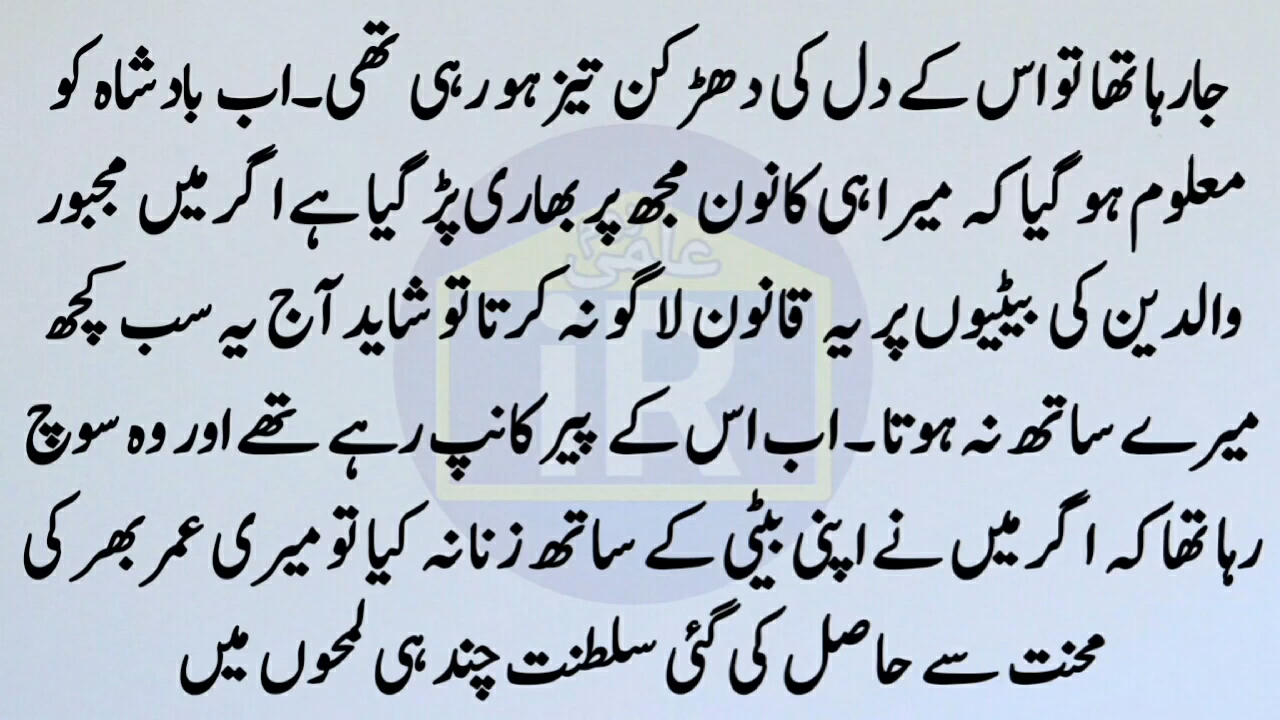 جا رہا تھا تو اس کے دل کی دھڑکن تیز ہو رہی تھی۔ اب بادشاہ کو
معلوم ہو گیا کہ میرا ہی کانون مجھ پر بھاری پڑ گیا ہے اگر میں مجبور
والدین کی بیٹیوں پر یہ قانون لاگو نہ کرتا تو شاید آج یہ سب کچھ
میرے ساتھ نہ ہوتا۔ اب اس کے پیر کانپ رہے تھے اور وہ سوچ
رہا تھا کہ اگر میں نے اپنی بیٹی کے ساتھ زنا نہ کیا تو میری عمر بھر کی
محنت سے حاصل کی گئی سلطنت چند ہی لمحوں میں
علمی
iR